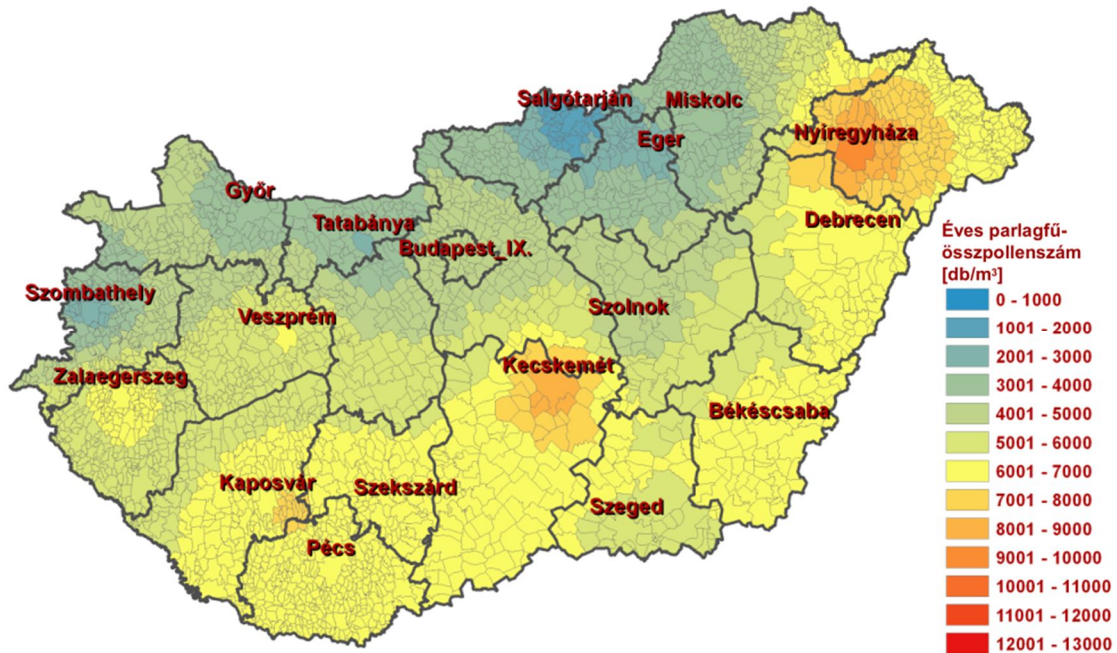 Salgótarján
Miskolc
Eger
Nyíregyháza
Győr
Tatabánya
Debrecen
Budapest_IX.
Szombathely
Veszprém
Szolnok
Zalaegerszeg
Kecskemét
Békéscsaba
Kaposvár
Szekszárd
Szeged
Pécs
Éves parlagfű-
összpollenszám
[db/m³]
0 - 1000
1001 - 2000
2001 - 3000
3001 - 4000
4001 - 5000
5001 - 6000
6001 - 7000
7001 - 8000
8001 - 9000
9001 - 10000
10001 - 11000
11001 - 12000
12001 - 13000